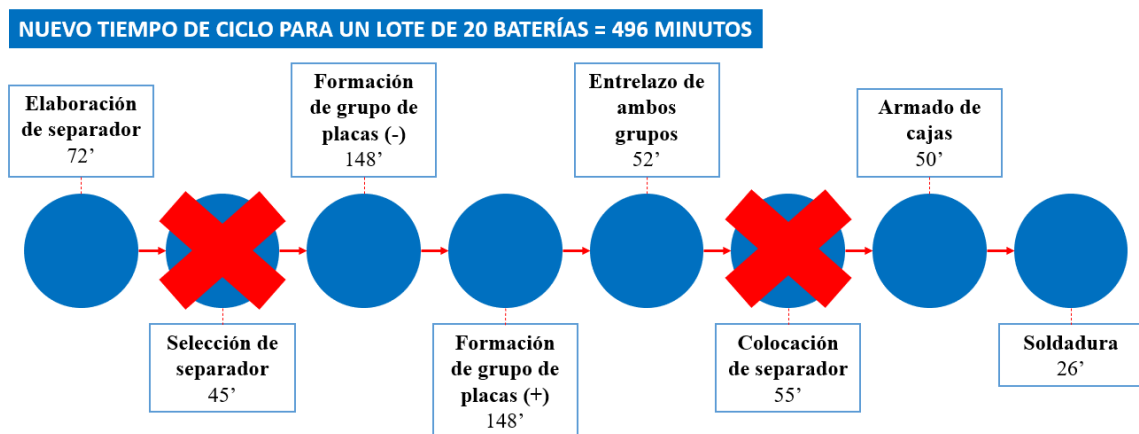 NUEVO TIEMPO DE CICLO PARA UN LOTE DE 20 BATERÍAS = 496 MINUTOS
Elaboración
de separador
72’
Selección de
separador
45’
Formación
de grupo de
placas (-)
148’
Formación
de grupo de
placas (+)
148’
Entrelazo de
ambos
grupos
52’
Colocación
de separador
55’
Armado de
cajas
50’
Soldadura
26’